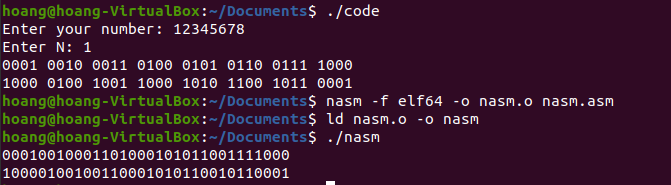 hoang@hoang-VirtualBox:~/Documents$ ./code
Enter your number: 12345678
Enter N: 1
0001 0010 0011 0100 0101 0110 0111 1000
1000 0100 1001 1000 1010 1100 1011 0001
hoang@hoang-VirtualBox:~/Documents$ nasm -f elf64 -o nasm.o nasm.asm
hoang@hoang-VirtualBox:~/Documents$ ld nasm.o -o nasm
hoang@hoang-VirtualBox:~/Documents$ ./nasm
00010010001101000101011001111000
10000100100110001010110010110001